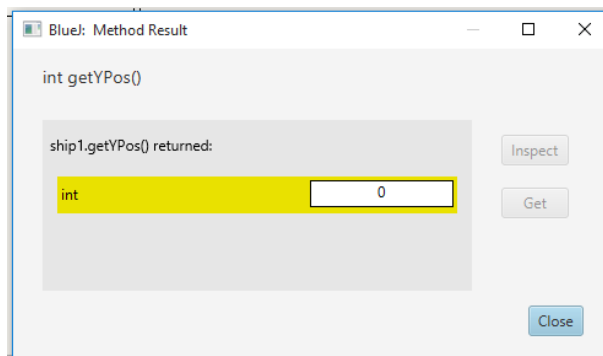 BlueJ: Method Result
int getYPos()
ship1.getYPos() returned:
Inspect
int
0
Get
Close